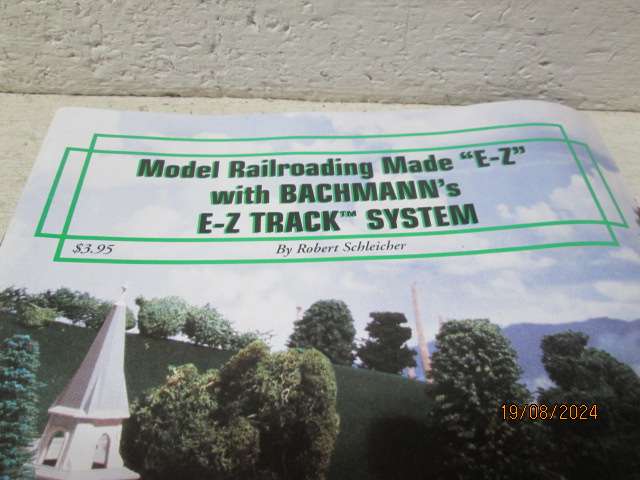 Model Railroading Made "E-Z"
with BACHMANN's
E-Z TRACK™ SYSTEM
$3.95
By Robert Schleicher
19/08/2024